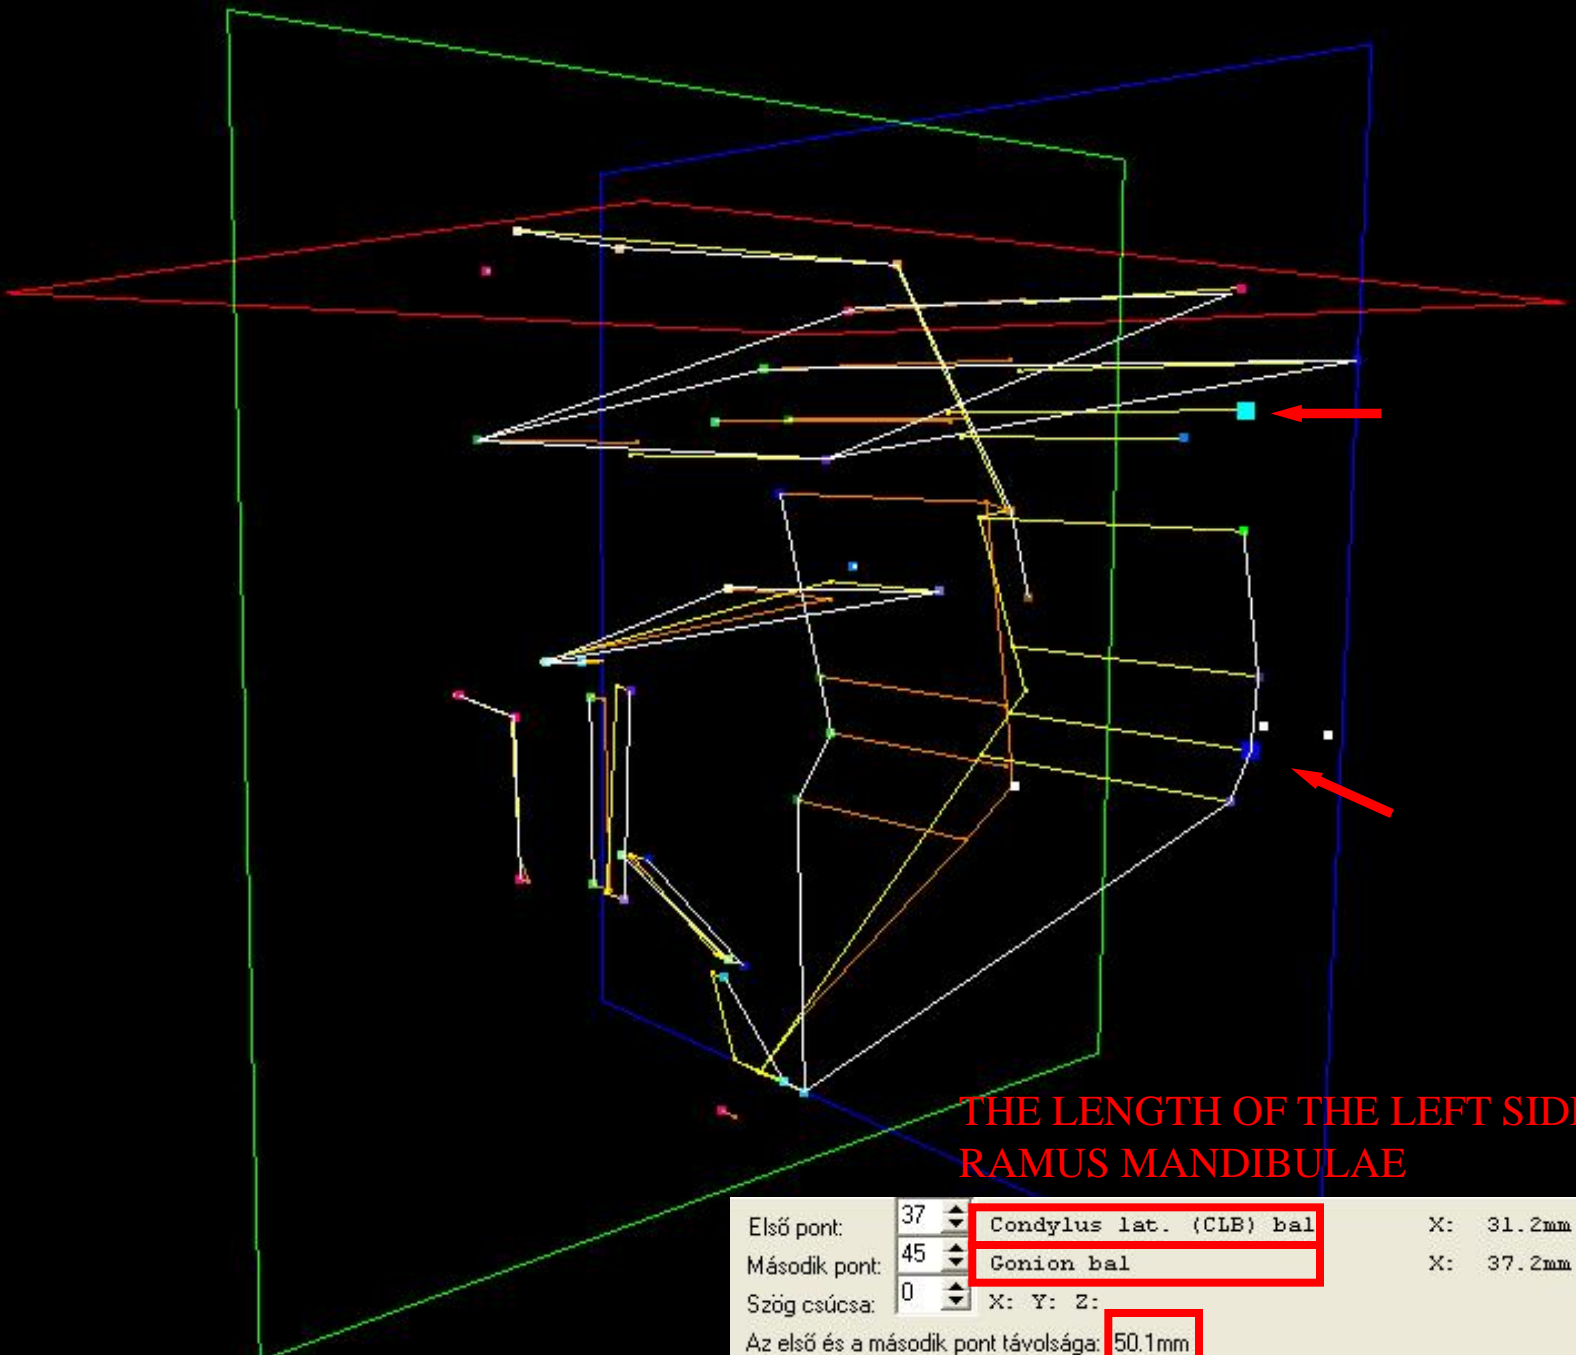 THE LENGTH OF THE LEFT SID
RAMUS MANDIBULAE
Első pont: 37 Condylus lat. (CLB) bal X: 31.2mm
Második pont: 45 Gonion bal X: 37.2mm
Szög csúcsa: 0 X: Y: Z:
Az első és a második pont távolsága: 50.1mm